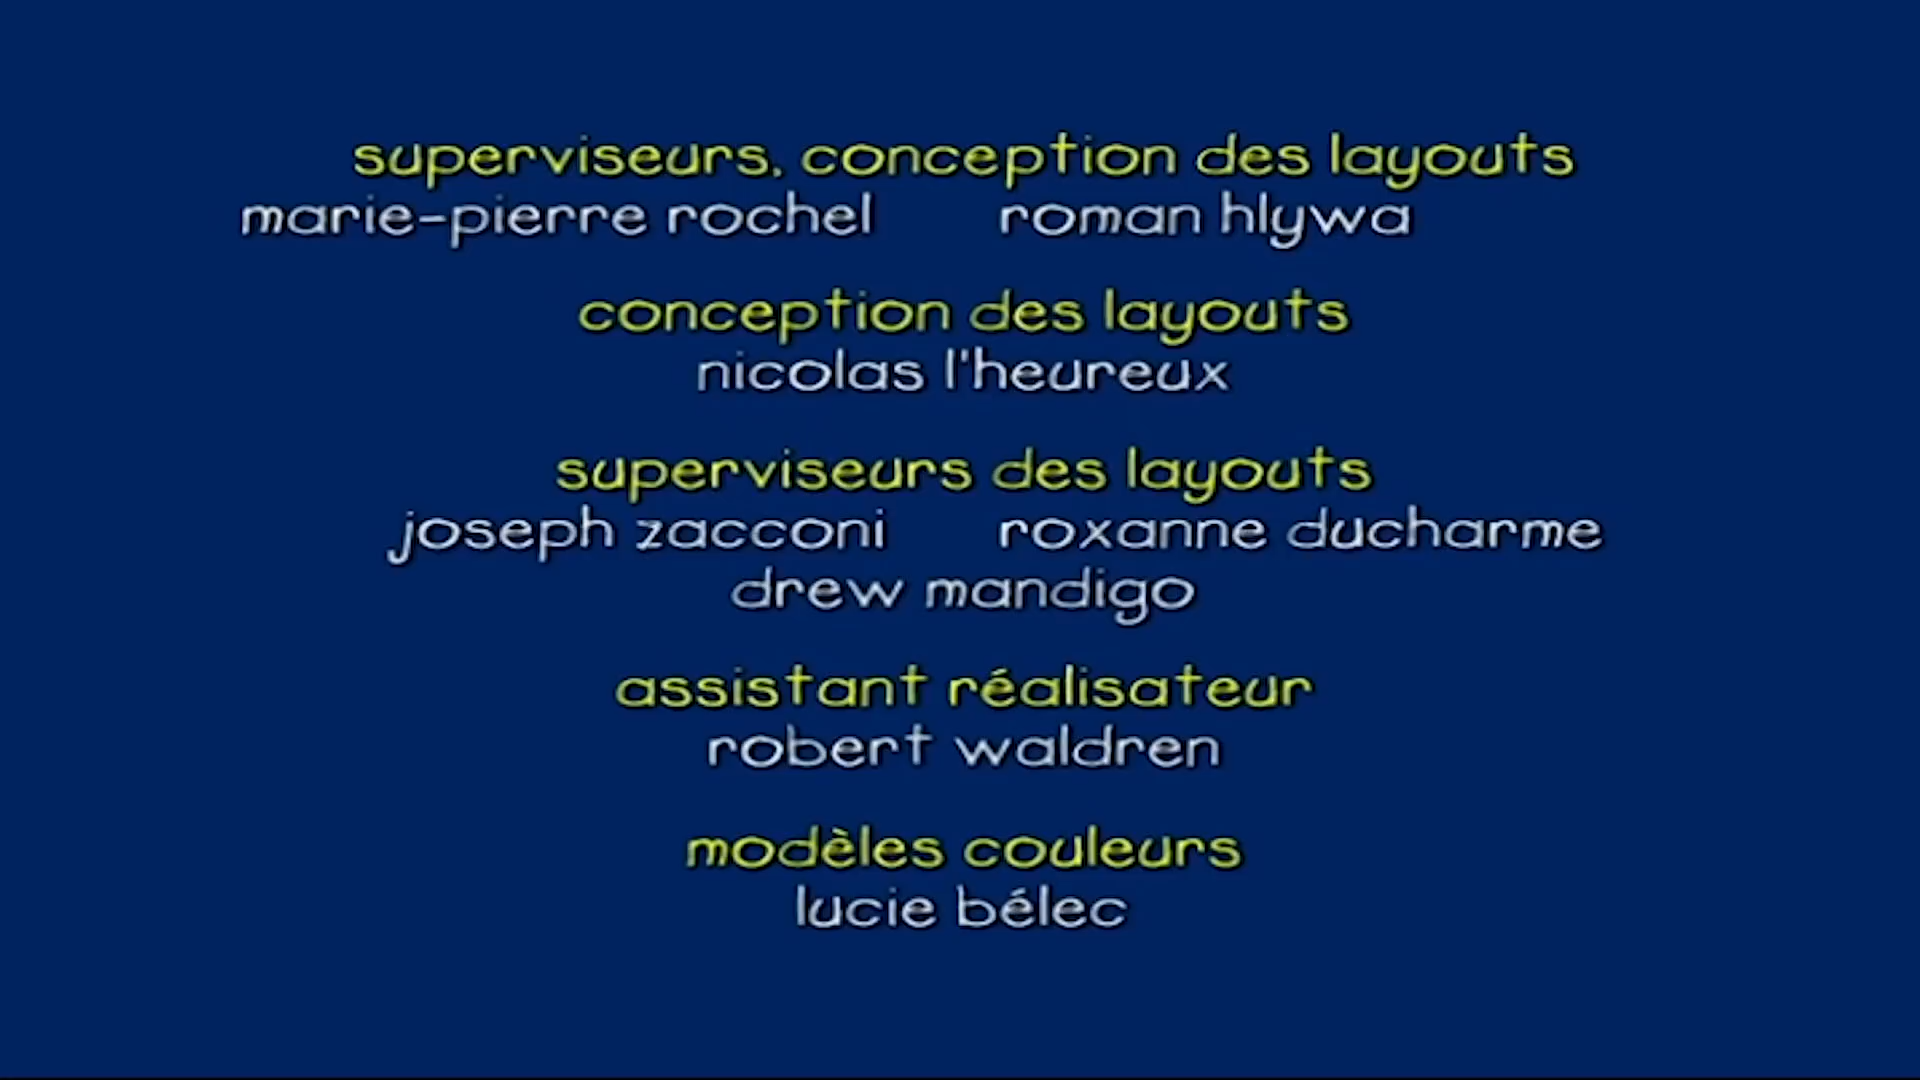 superviseurs, conception des layouts
marie-pierre rochel roman hlywa
conception des layouts
nicolas l'heureux
superviseurs des layouts
joseph zacconi roxanne ducharme
drew mandigo
assistant réalisateur
robert waldren
modèles couleurs
lucie bélec